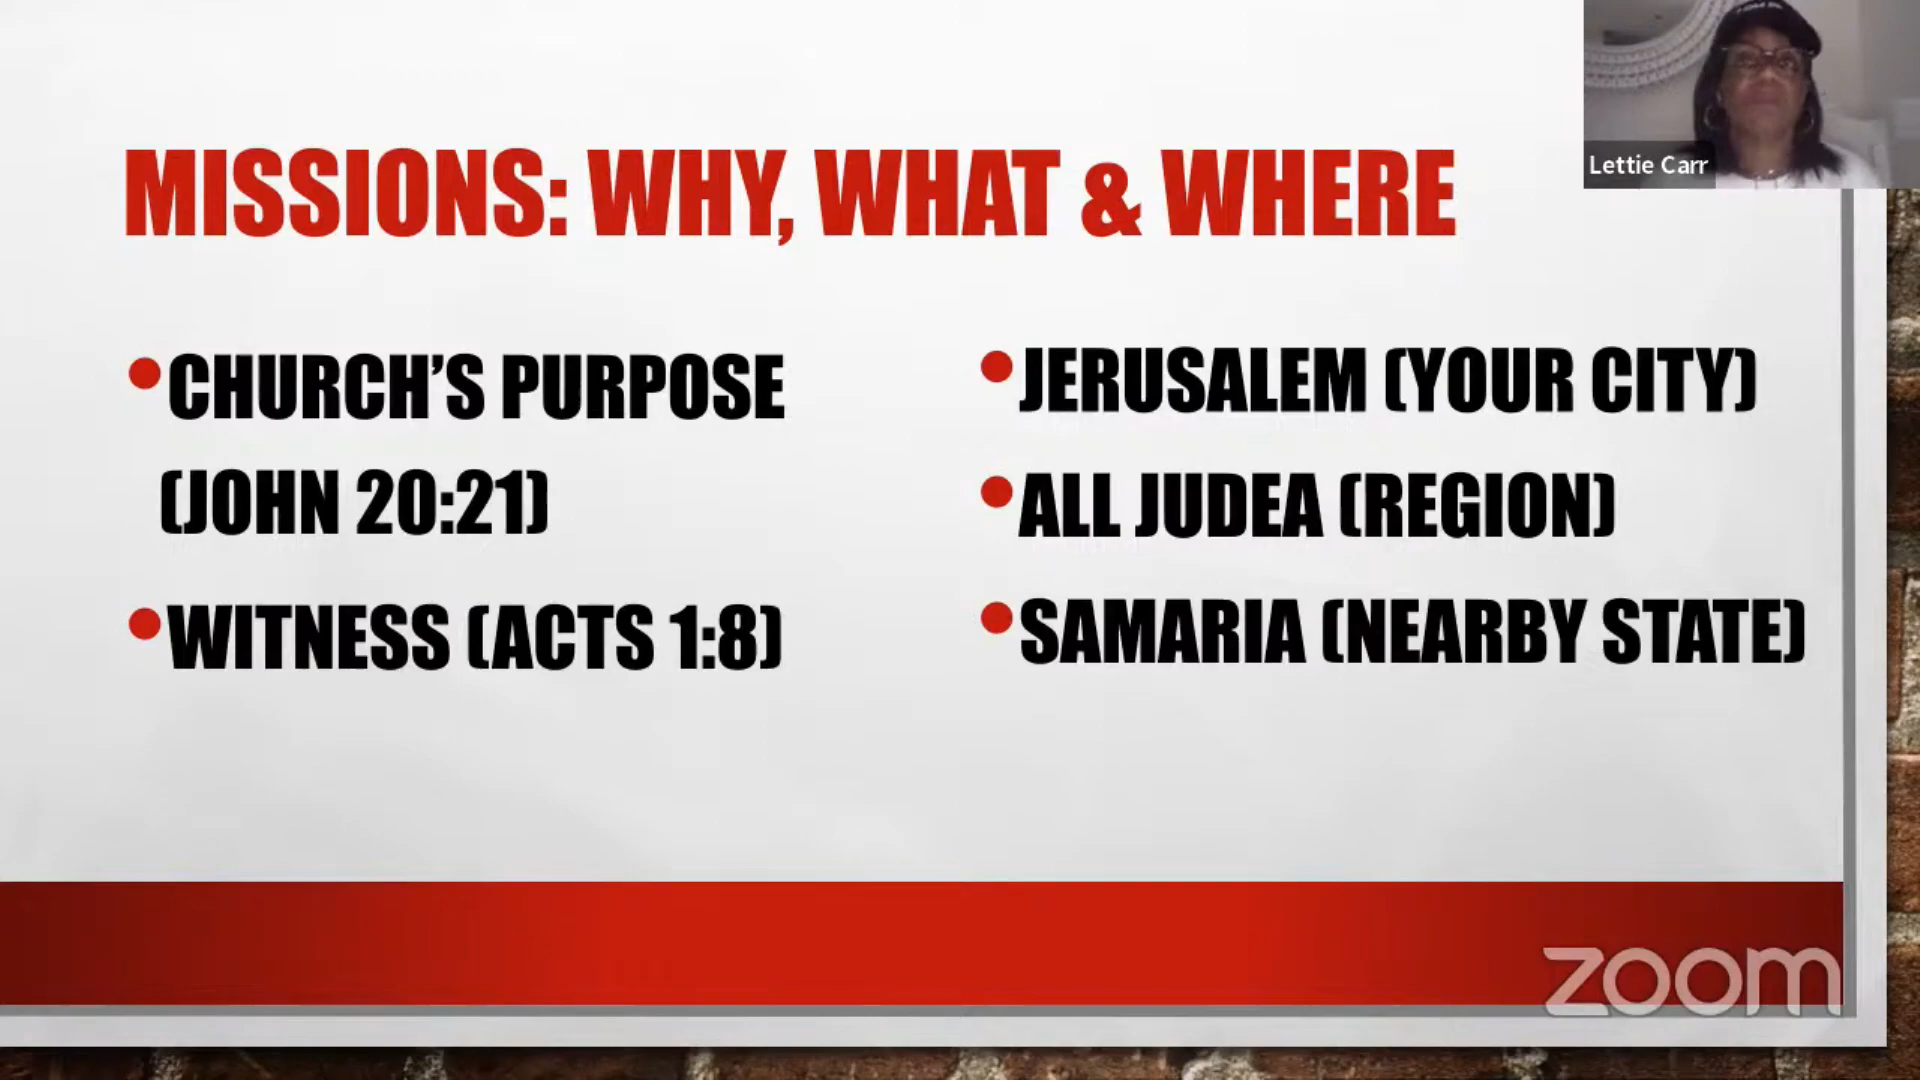 Lettie Carr
MISSIONS: WHY, WHAT & WHERE
•CHURCH’S PURPOSE
(JOHN 20:21)
•WITNESS (ACTS 1:8)
•JERUSALEM (YOUR CITY)
•ALL JUDEA (REGION)
•SAMARIA (NEARBY STATE)
zoom